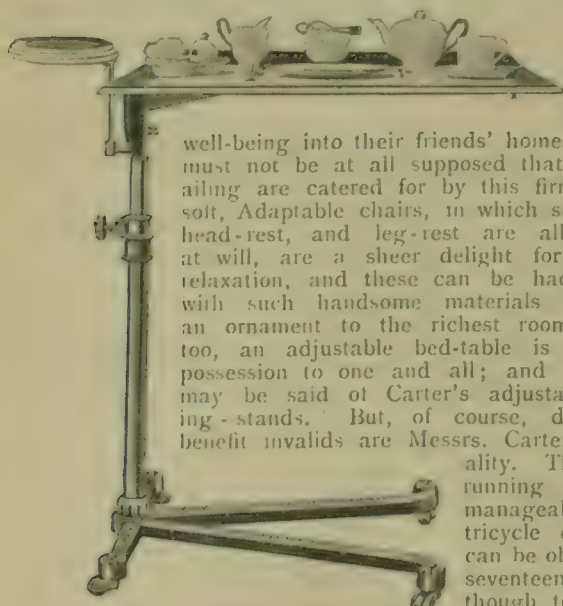 well-being into their friends' home
must not be at all supposed that
ailing are catered for by this fir
soft, Adaptable chairs, in which s
head-rest, and leg-rest are all
at will, are a sheer delight for
relaxation, and these can be had
with such handsome materials
an ornament to the richest room
too, an adjustable bed-table is
possession to one and all; and
may be said of Carter's adjusta
ing-stands. But, of course, d
benefit invalids are Messrs. Carte
ality. T
running
manageab
tricycle
can be ob
seventeen
though t